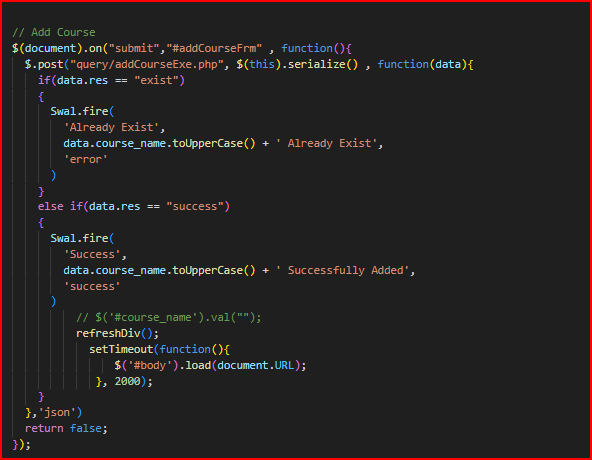 // Add Course
$(document).on("submit","#addCourseFrm" , function(){
  $.post("query/addCourseExe.php", $(this).serialize() , function(data){
    if(data.res == "exist")
    {
      Swal.fire(
        'Already Exist',
        data.course_name.toUpperCase() + ' Already Exist',
        'error'
      )
    }
    else if(data.res == "success")
    {
      Swal.fire(
        'Success',
        data.course_name.toUpperCase() + ' Successfully Added',
        'success'
      )
          // $('#course_name').val("");
          refreshDiv();
            setTimeout(function(){
                $('#body').load(document.URL);
             }, 2000);
    }
  },'json')
  return false;
});